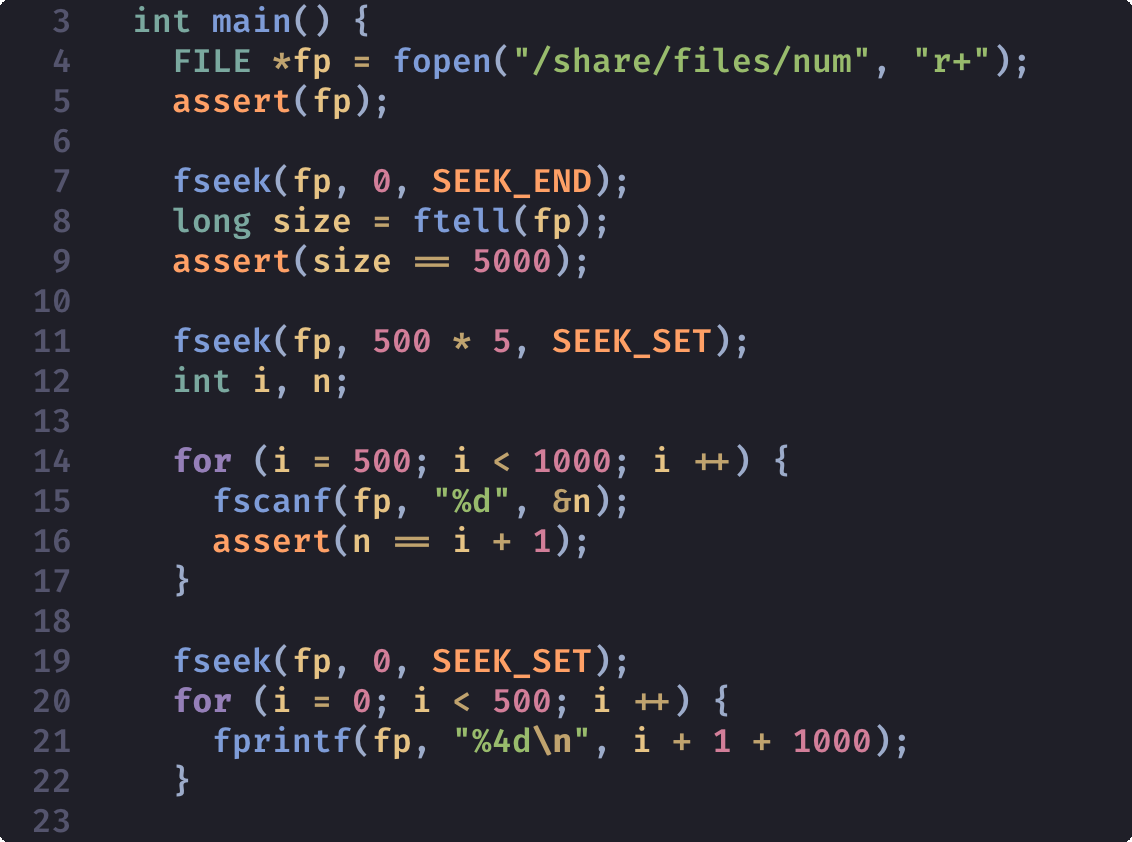 3 int main() {
4 FILE *fp = fopen("/share/files/num", "r+");
5 assert(fp);
6
7 fseek(fp, 0, SEEK_END);
8 long size = ftell(fp);
9 assert(size == 5000);
10
11 fseek(fp, 500 * 5, SEEK_SET);
12 int i, n;
13
14 for (i = 500; i < 1000; i ++) {
15 fscanf(fp, "%d", &n);
16 assert(n == i + 1);
17 }
18
19 fseek(fp, 0, SEEK_SET);
20 for (i = 0; i < 500; i ++) {
21 fprintf(fp, "%4d\n", i + 1 + 1000);
22 }
23